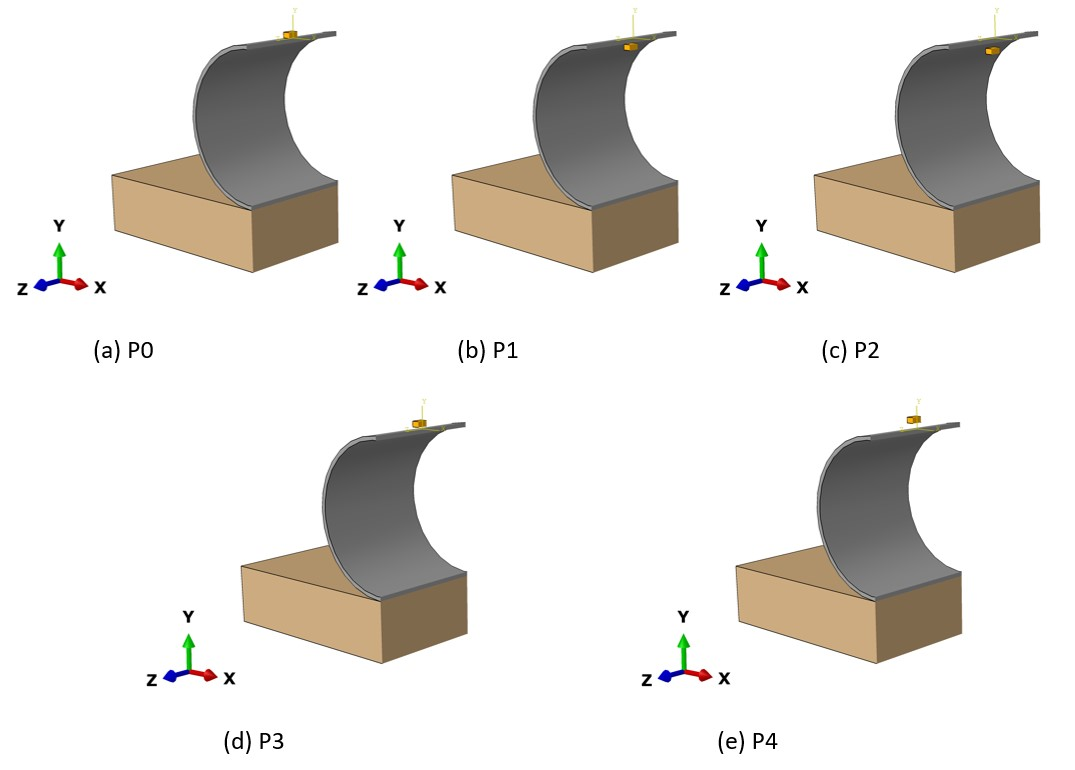 Y Y Y
Y Y Y
Z X Z X Z X
(a) P0 (b) P1 (c) P2
Y Y
Y Y
Z X Z X
(d) P3 (e) P4